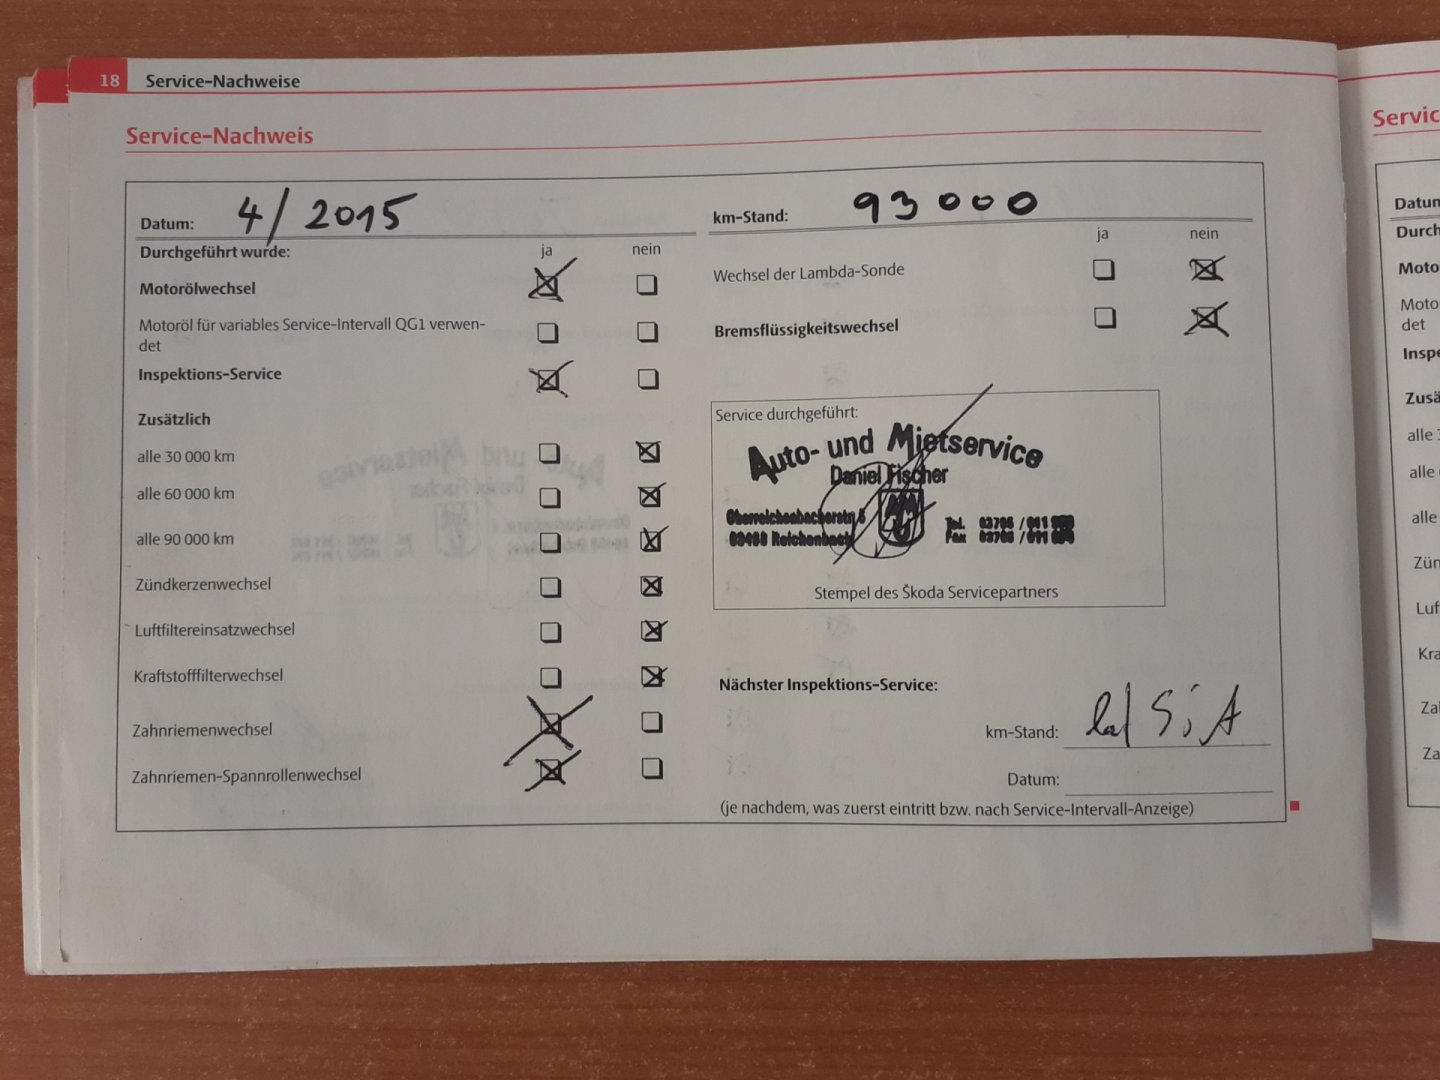 18 Service-Nachweise
Service-Nachweis
Datum: 4/2015
Durchgeführt wurde: ja nein
Motorölwechsel
Motoröl für variables Service-Intervall QG1 verwen-
det
Inspektions-Service
Zusätzlich
alle 30 000 km
alle 60 000 km
alle 90 000 km
Zündkerzenwechsel
Luftfiltereinsatzwechsel
Kraftstofffilterwechsel
Zahnriemenwechsel
Zahnriemen-Spannrollenwechsel
km-Stand: 93000
ja nein
Wechsel der Lambda-Sonde
Bremsflüssigkeitswechsel
Service durchgeführt:
Auto- und Mietservice
Daniel Fischer
Oberreichenbacherstr
Reichenbach
Tel.
Fax
Stempel des Škoda Servicepartners
Nächster Inspektions-Service:
km-Stand:
Datum:
(je nachdem, was zuerst eintritt bzw. nach Service-Intervall-Anzeige)
Servic
Datum
Durch
Moto
Moto
det
Inspe
Zusä
alle
alle
alle
Zün
Luf
Kra
Za
Za